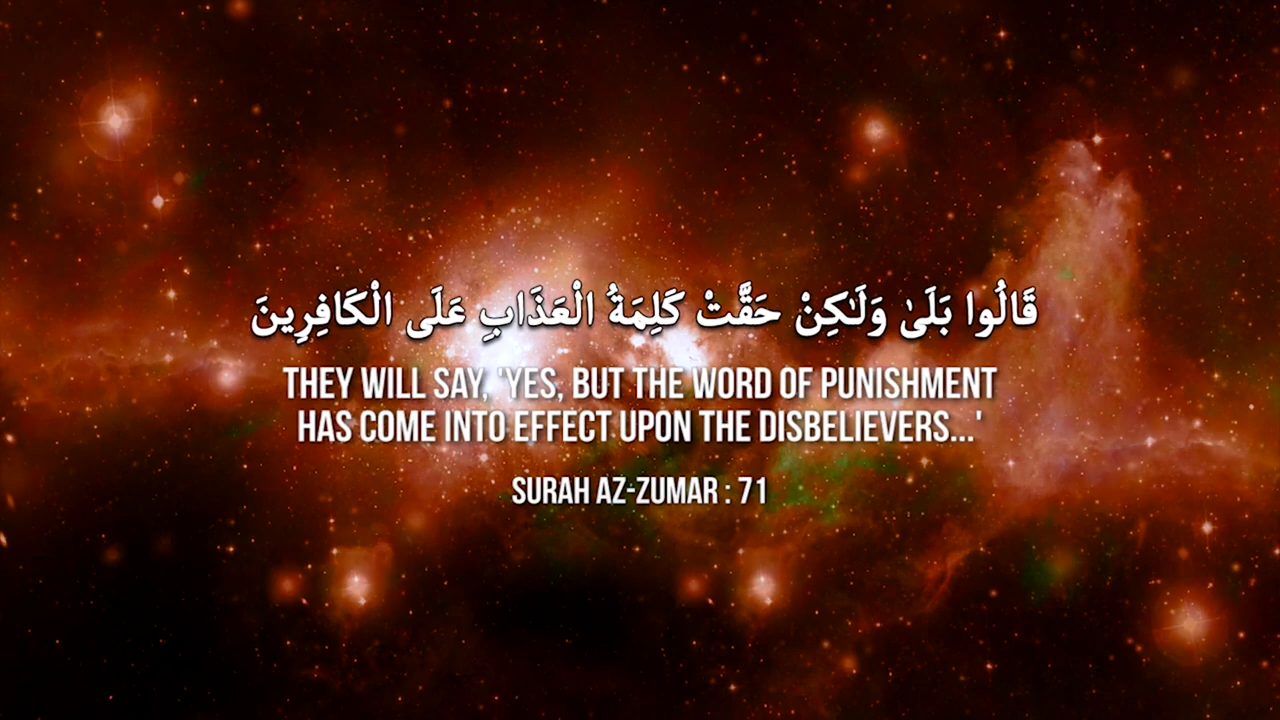 قَالُوا بَلَىٰ وَلَـٰكِنْ حَقَّتْ كَلِمَةُ الْعَذَابِ عَلَى الْكَافِرِينَ
THEY WILL SAY, 'YES, BUT THE WORD OF PUNISHMENT
HAS COME INTO EFFECT UPON THE DISBELIEVERS...'
SURAH AZ-ZUMAR : 71